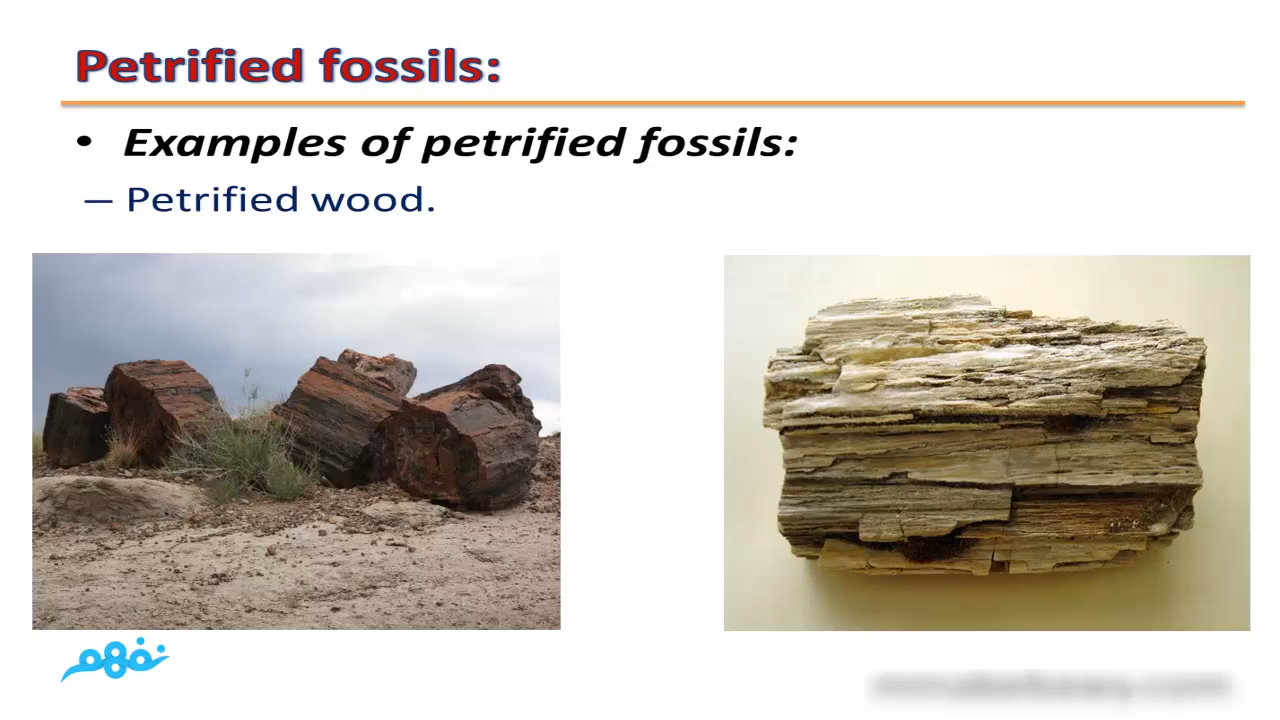 Petrified fossils:
• Examples of petrified fossils:
— Petrified wood.
نفهم